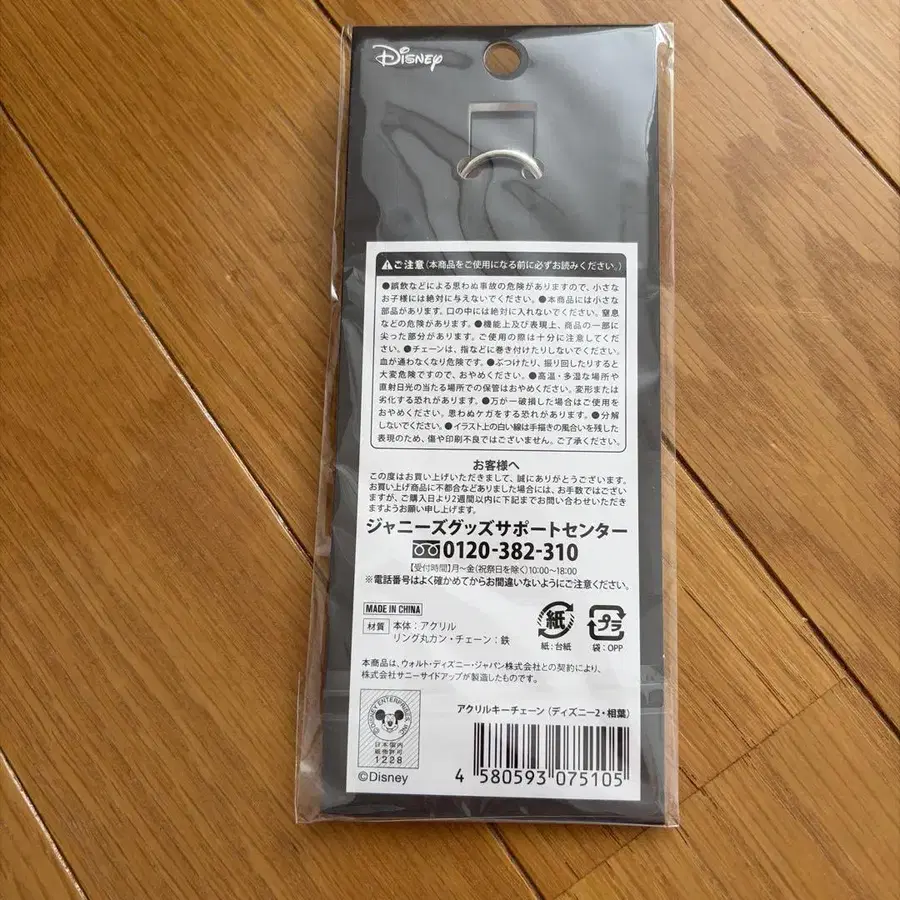 Disney
ご注意(本商品をご使用になる前に必ずお読みください。)
●誤飲などによる思わぬ事故の危険がありますので、小さな
お子様には絶対に与えないでください。●本商品には小さな
部品があります。口の中には絶対に入れないでください。窒息
などの危険があります。●機能上及び表現上、商品の一部に
尖った部分があります。ご使用の際は十分に注意してくだ
さい。●チェーンは、指などに巻き付けたりしないでください。
血が通わなくなり危険です。●ぶつけたり、振り回したりすると
大変危険ですので、おやめください。●高温・多湿な場所や
直射日光の当たる場所での保管はおやめください。変形または
劣化する恐れがあります。●万が一破損した場合はご使用を
おやめください。思わぬケガをする恐れがあります。●分解
しないでください。●イラスト上の白い線は手描きの風合いを残した
表現のため、傷や印刷不良ではございません。ご了承ください。
お客様へ
この度はお買い上げいただきまして、誠にありがとうございます。
お買い上げ商品に不都合などありました場合には、お手数ではござい
ますが、ご購入日より2週間以内に下記までお問い合わせいただき
ますようお願い申し上げます。
ジャニーズグッズサポートセンター
0120-382-310
【受付時間】月～金(祝祭日を除く)10:00～18:00
※電話番号はよく確かめてからお間違いないようにご注意ください。
MADE IN CHINA
材質 本体：アクリル
リング丸カン・チェーン：鉄
紙
紙：台紙
プラ
袋：OPP
本商品は、ウォルト・ディズニー・ジャパン株式会社との契約により、
株式会社サニーサイドアップが製造したものです。
DISNEY ENTERPRISES, INC.
日本国内
販売許可
1228
©Disney
アクリルキーチェーン(ディズニー2・相葉)
4 580593 075105